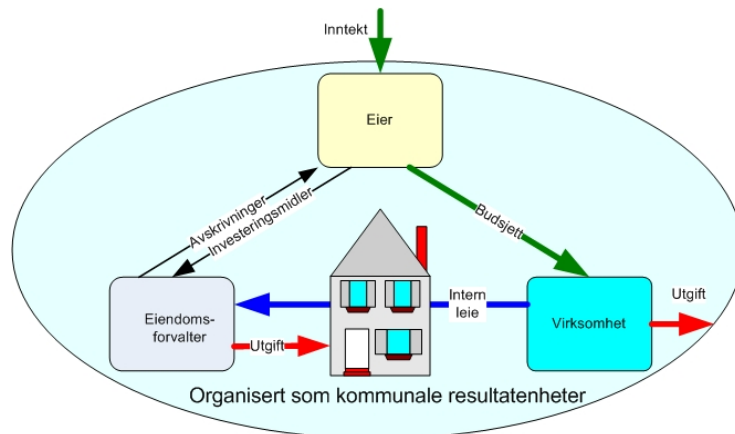 Inntekt
Eier
Avskrivninger
Investeringsmidler
Budsjett
Eiendoms-
forvalter
Utgift
Intern
leie
Virksomhet
Utgift
Organisert som kommunale resultatenheter